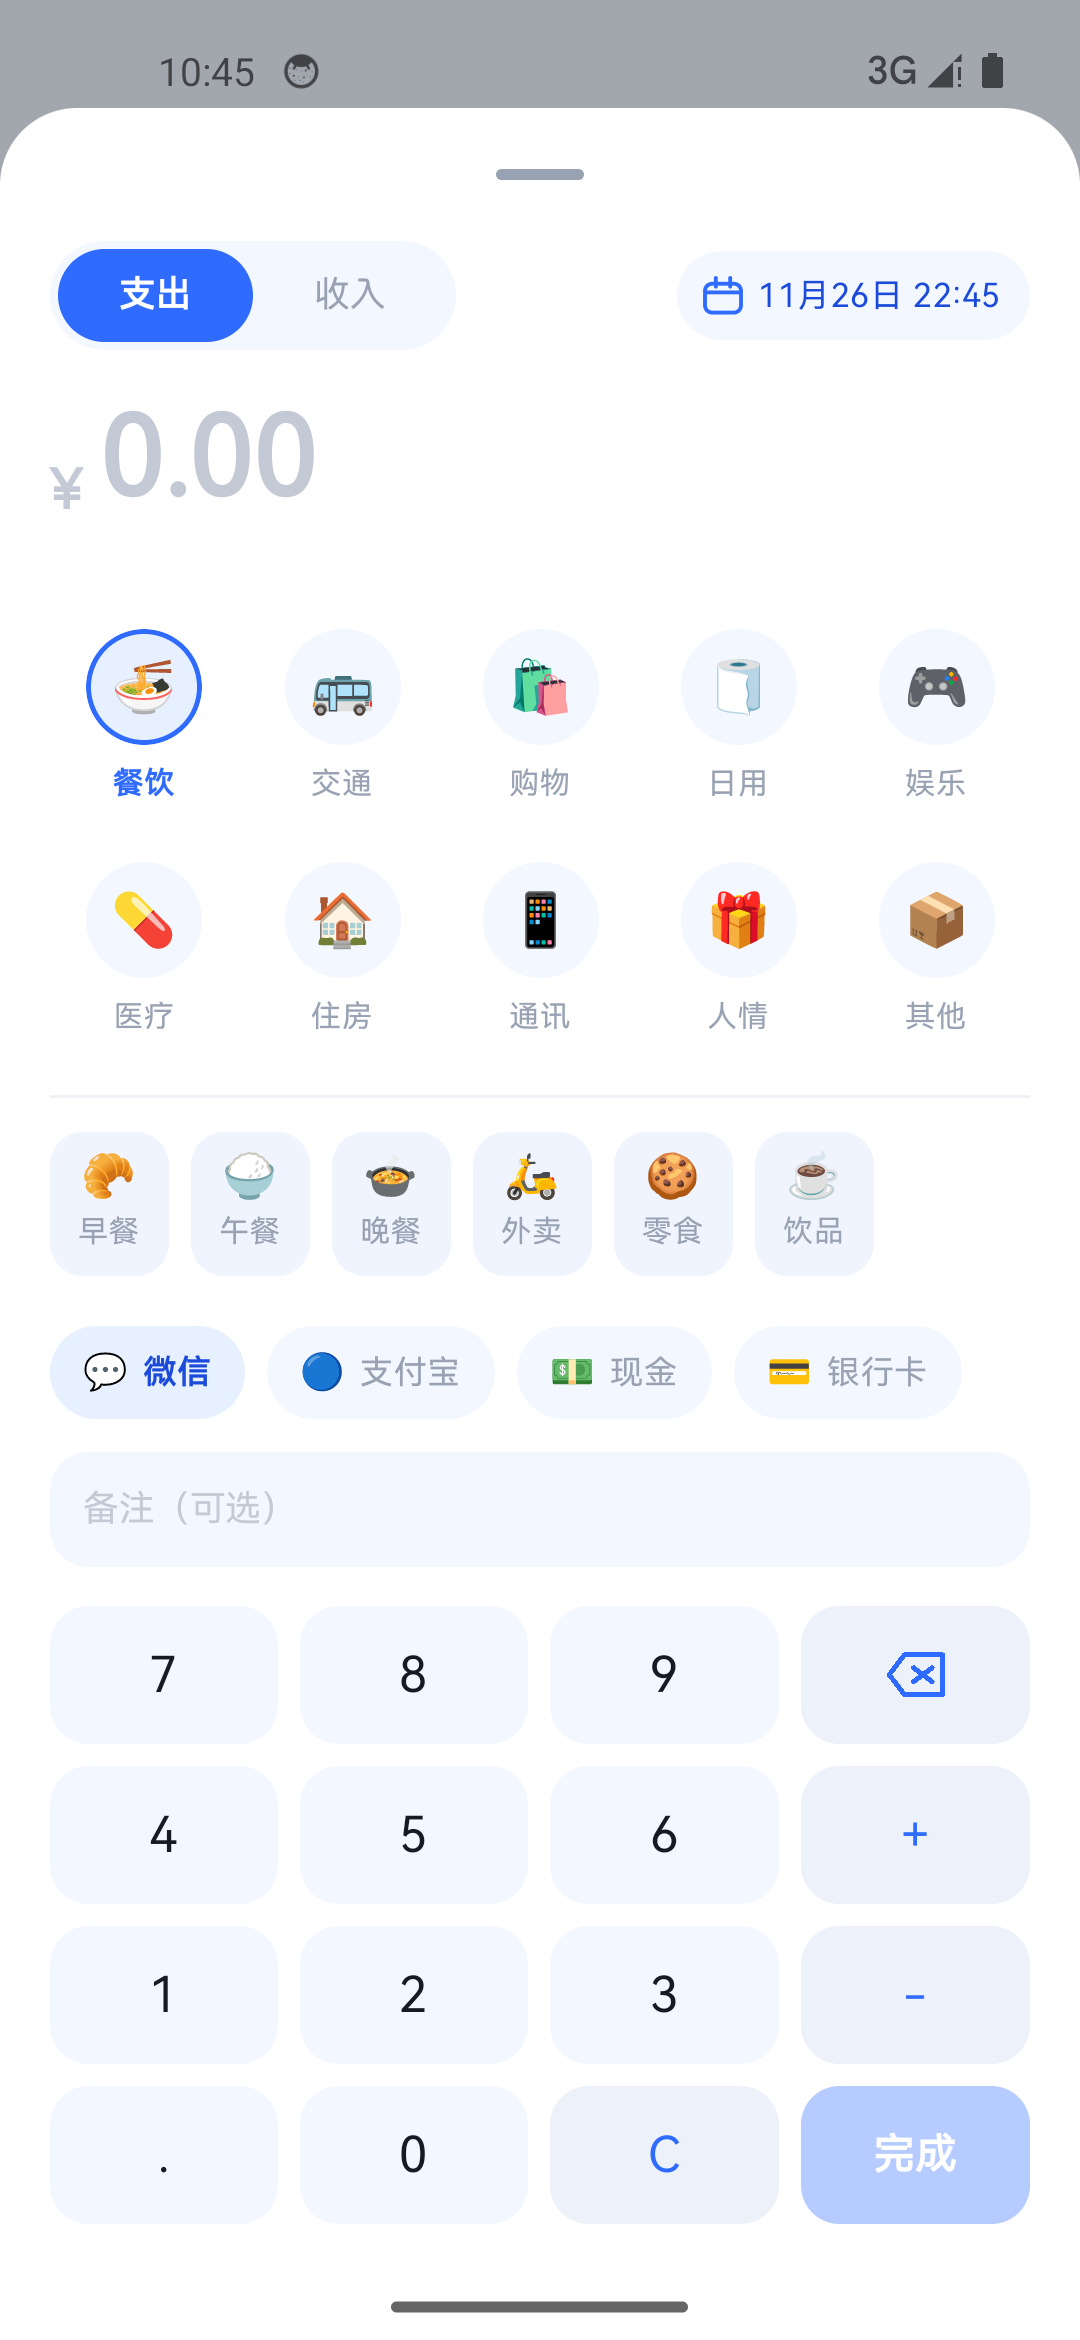 10:45 3G
支出 收入 11月26日 22:45
¥ 0.00
餐饮 交通 购物 日用 娱乐
医疗 住房 通讯 人情 其他
早餐 午餐 晚餐 外卖 零食 饮品
微信 支付宝 现金 银行卡
备注（可选）
7 8 9
4 5 6 +
1 2 3 -
. 0 C 完成